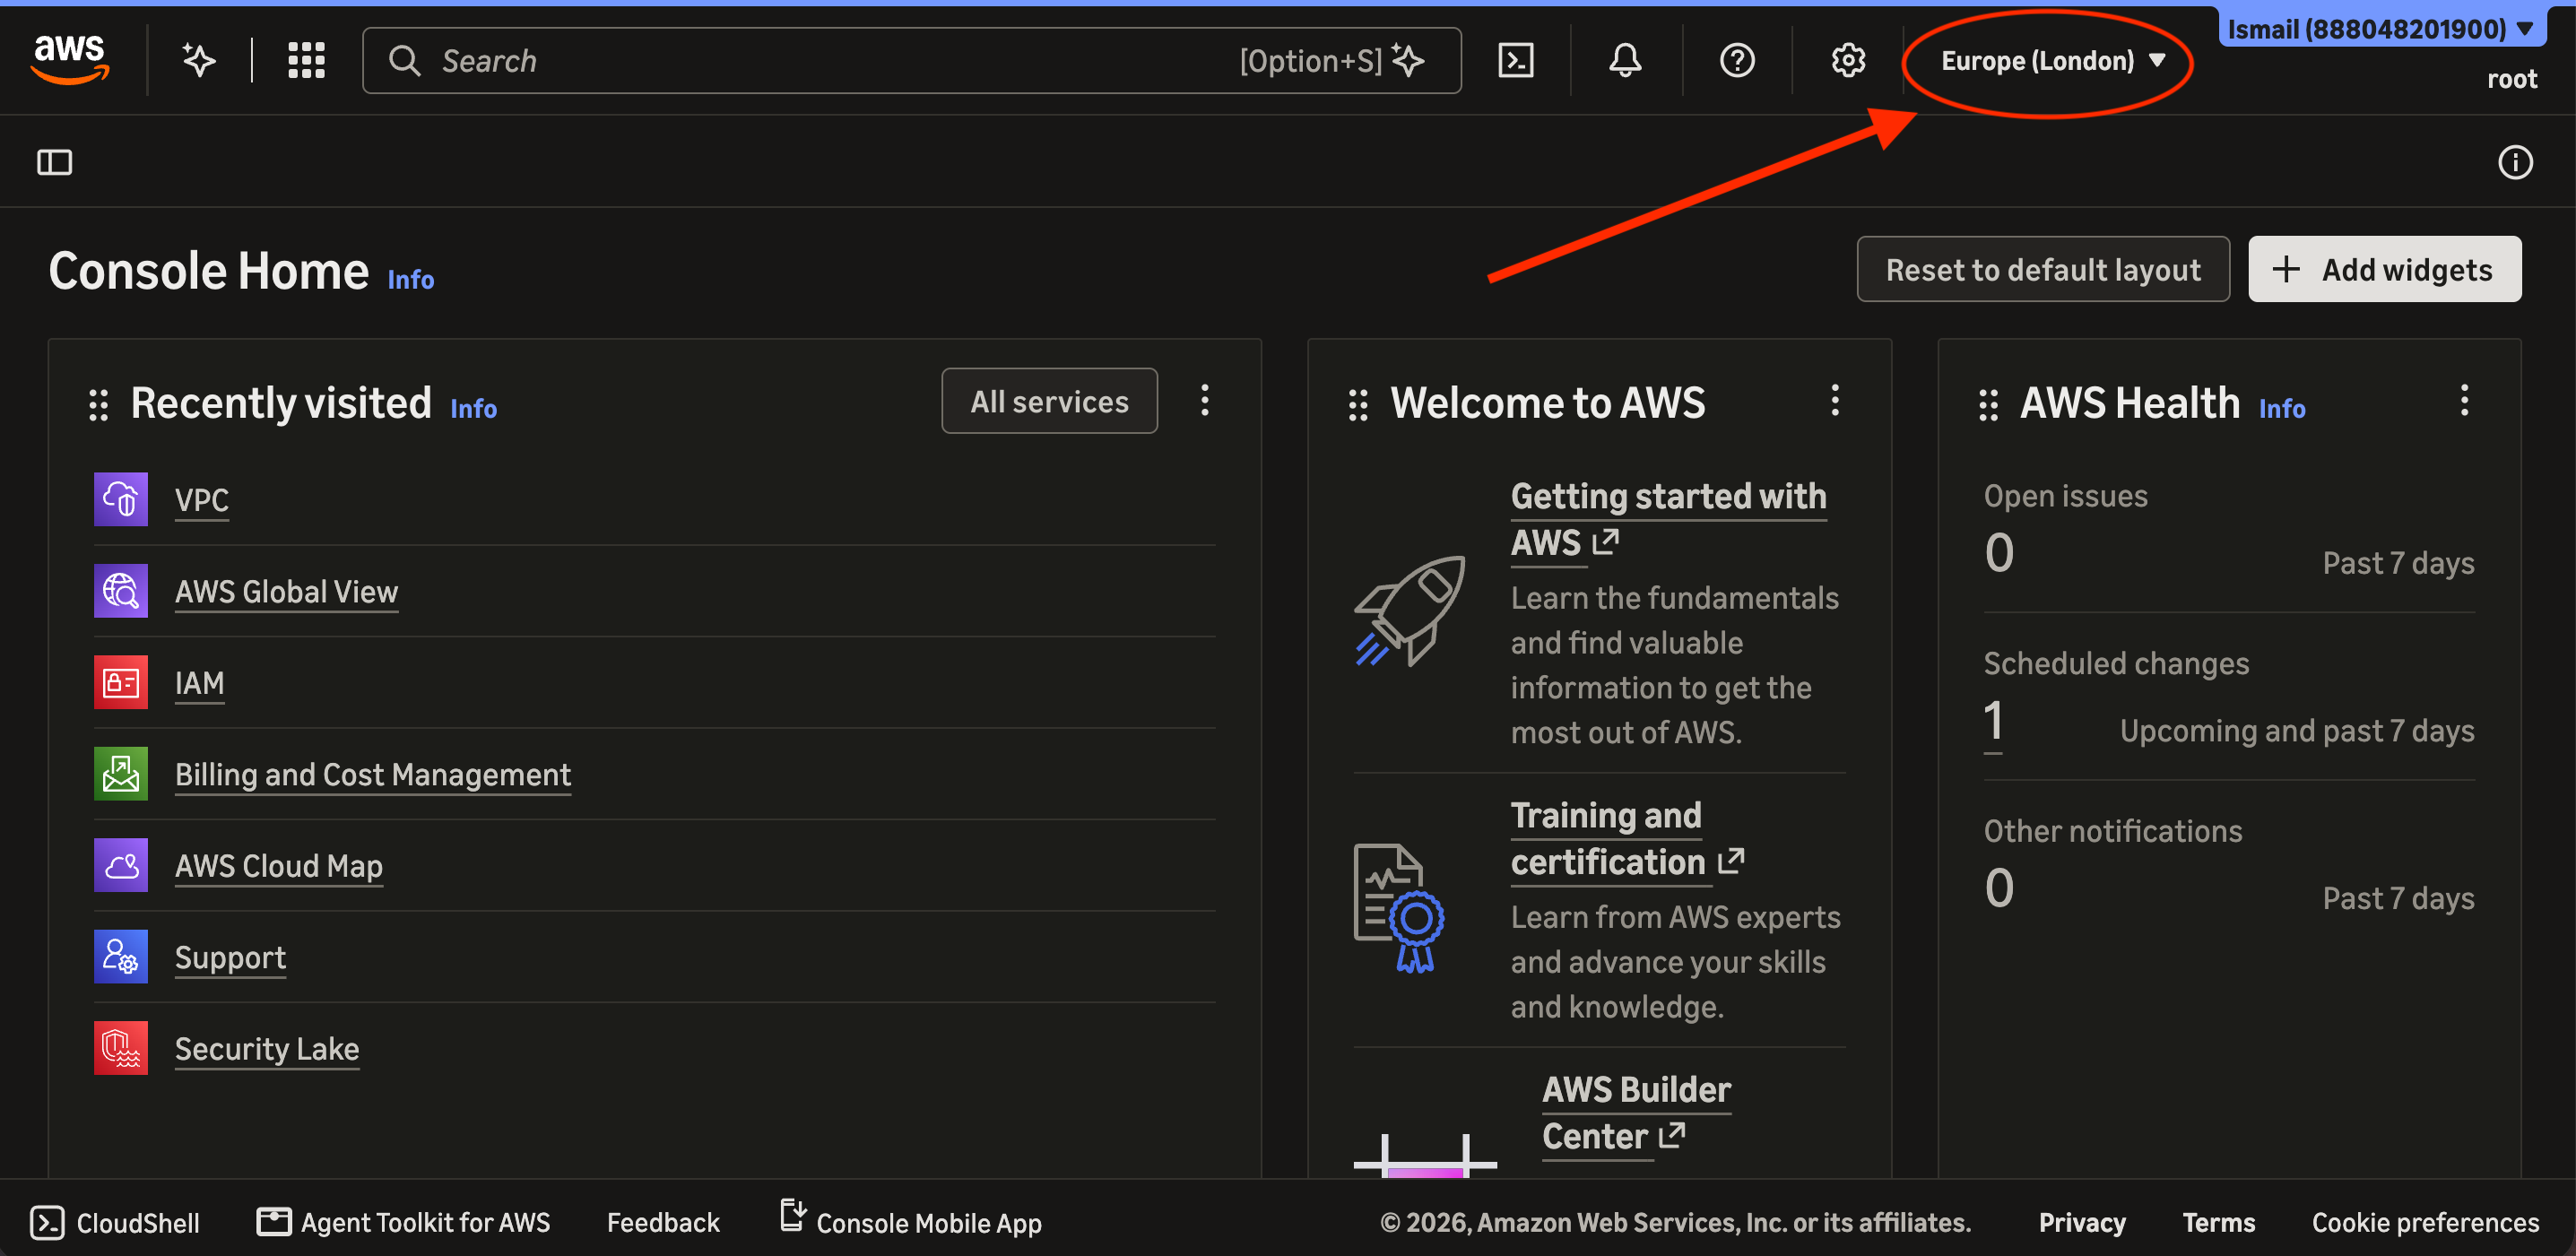 aws
Search
[Option+S]
Europe (London)
Ismail (888048201900)
root
Console Home
Info
Reset to default layout
Add widgets
Recently visited
Info
All services
VPC
AWS Global View
IAM
Billing and Cost Management
AWS Cloud Map
Support
Security Lake
Welcome to AWS
Getting started with
AWS
Learn the fundamentals
and find valuable
information to get the
most out of AWS.
Training and
certification
Learn from AWS experts
and advance your skills
and knowledge.
AWS Builder
Center
AWS Health
Info
Open issues
0
Past 7 days
Scheduled changes
1
Upcoming and past 7 days
Other notifications
0
Past 7 days
CloudShell
Agent Toolkit for AWS
Feedback
Console Mobile App
© 2026, Amazon Web Services, Inc. or its affiliates.
Privacy
Terms
Cookie preferences